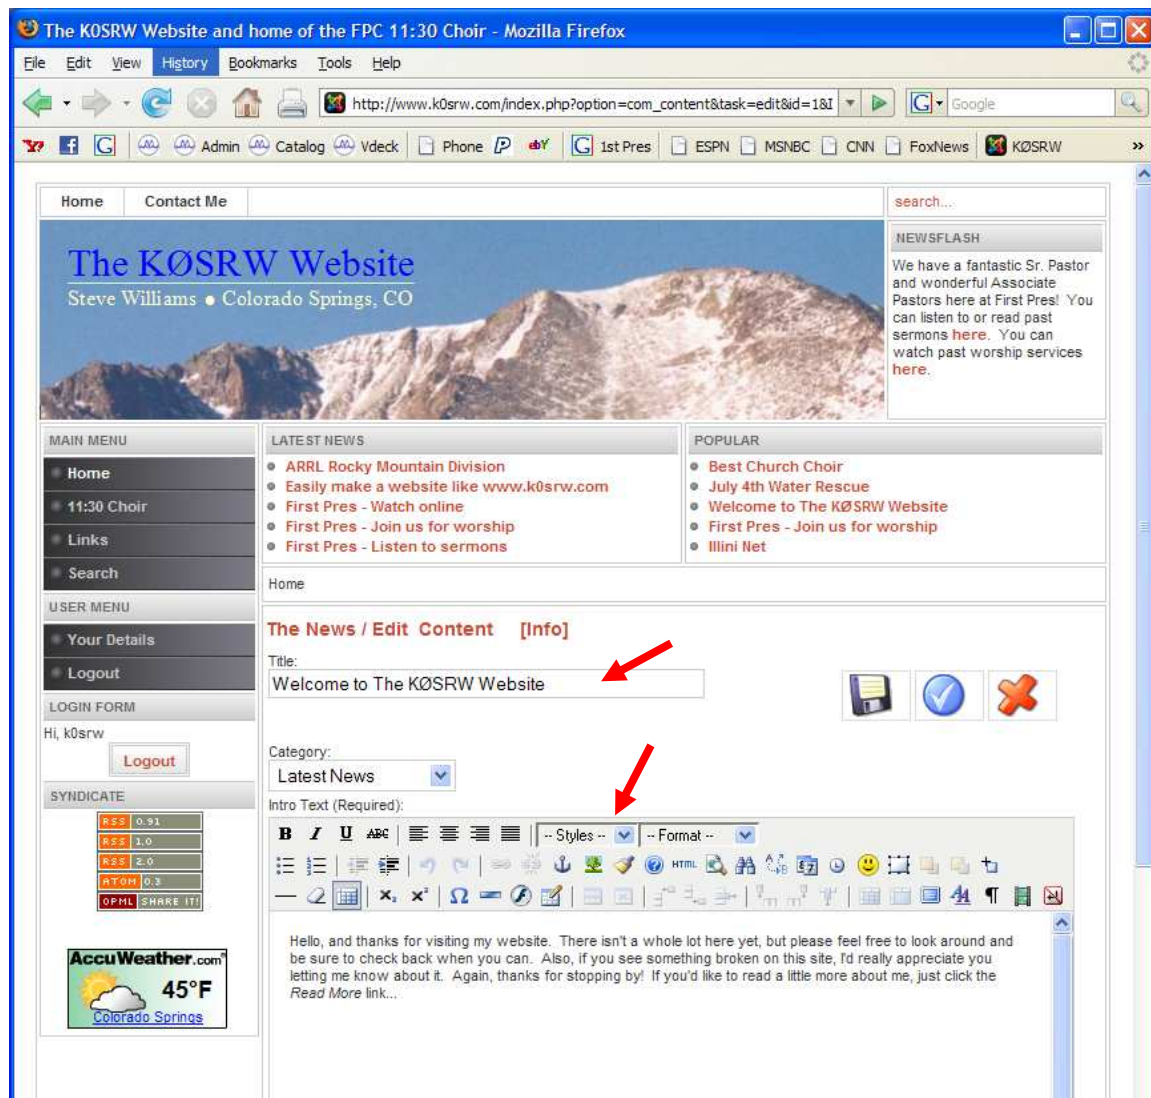 The K0SRW Website and home of the FPC 11:30 Choir - Mozilla Firefox
File Edit View History Bookmarks Tools Help
http://www.k0srw.com/index.php?option=com_content&task=edit&id=1&I
G Google
Y? f G Admin Catalog Vdeck Phone P ebY G 1st Pres ESPN MSNBC CNN FoxNews KØSRW »
Home Contact Me
search...
The KØSRW Website
Steve Williams ● Colorado Springs, CO
NEWSFLASH
We have a fantastic Sr. Pastor
and wonderful Associate
Pastors here at First Pres! You
can listen to or read past
sermons here. You can
watch past worship services
here.
MAIN MENU
Home
11:30 Choir
Links
Search
USER MENU
Your Details
Logout
LOGIN FORM
Hi, k0srw
Logout
SYNDICATE
RSS 0.91
RSS 1.0
RSS 2.0
ATOM 0.3
OPML SHARE IT!
AccuWeather.com®
45°F
Colorado Springs
LATEST NEWS
ARRL Rocky Mountain Division
Easily make a website like www.k0srw.com
First Pres - Watch online
First Pres - Join us for worship
First Pres - Listen to sermons
POPULAR
Best Church Choir
July 4th Water Rescue
Welcome to The KØSRW Website
First Pres - Join us for worship
Illini Net
Home
The News / Edit Content [Info]
Title:
Welcome to The KØSRW Website
Category:
Latest News
Intro Text (Required):
B I U ABC -- Styles -- -- Format --
HTML
Hello, and thanks for visiting my website. There isn't a whole lot here yet, but please feel free to look around and
be sure to check back when you can. Also, if you see something broken on this site, I'd really appreciate you
letting me know about it. Again, thanks for stopping by! If you'd like to read a little more about me, just click the
Read More link...